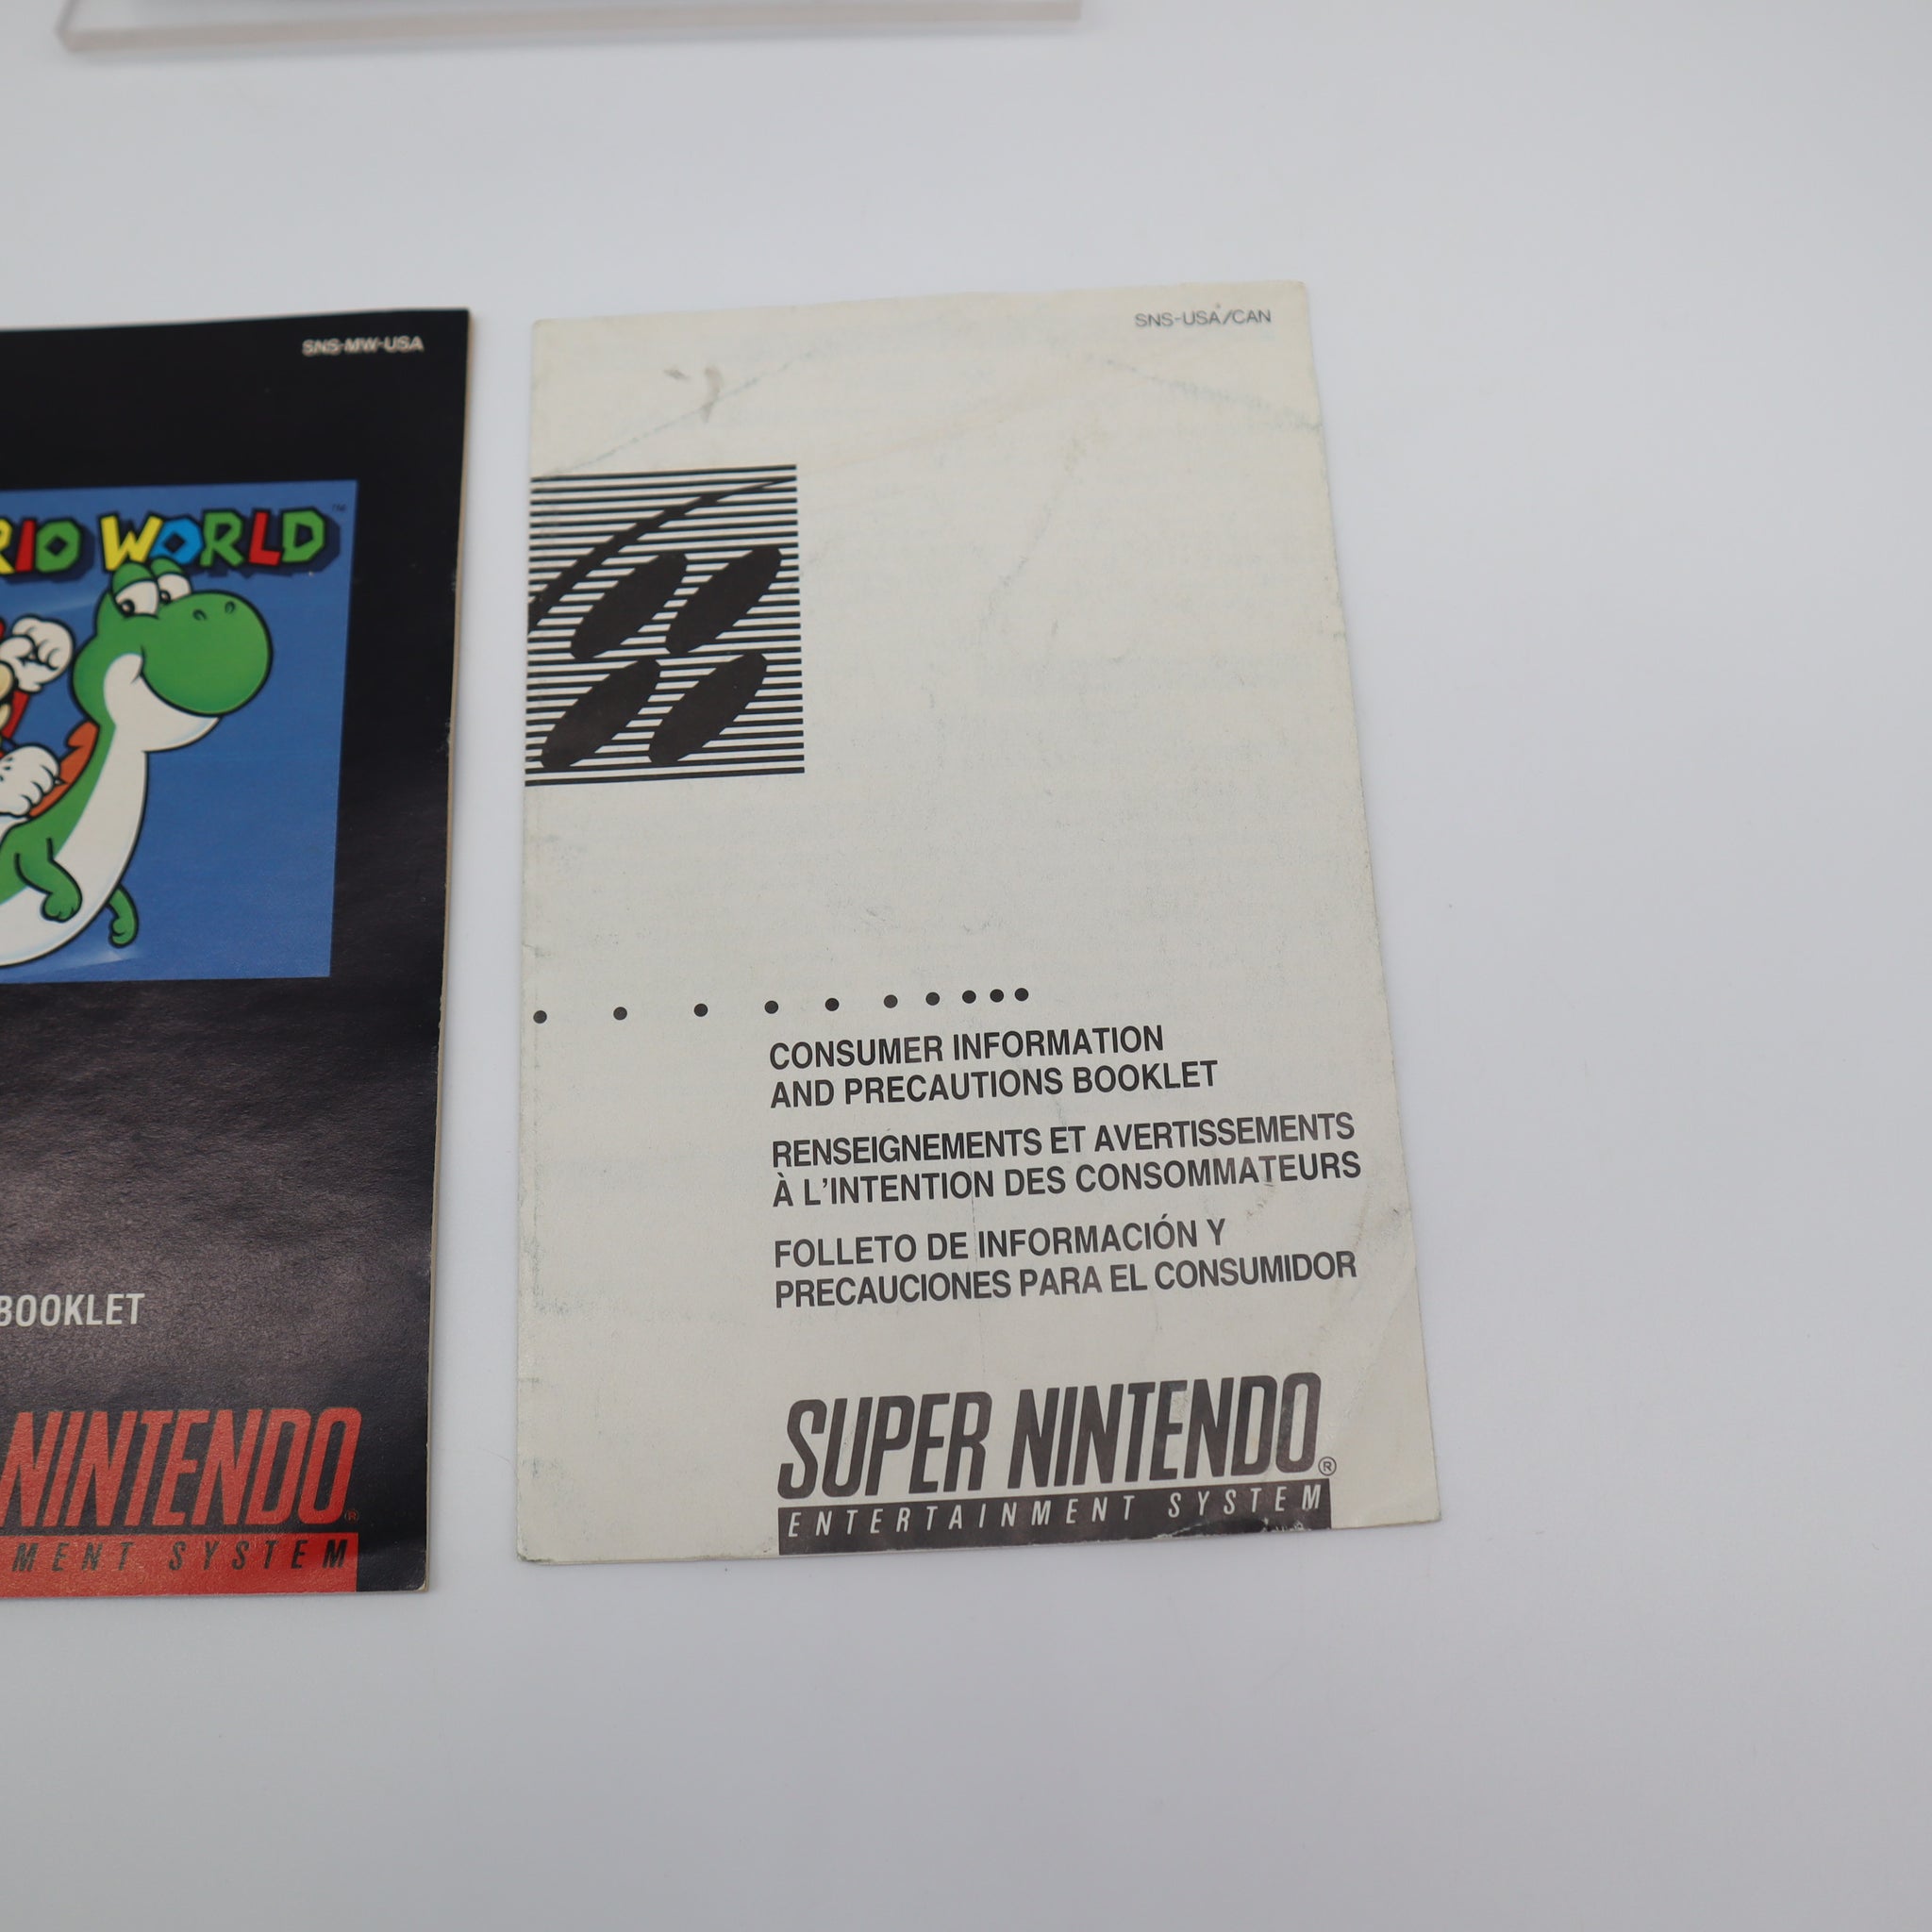 SNS-MW-USA
RIO WORLD™
BOOKLET
NINTENDO®
MENT SYSTEM
SNS-USA/CAN
CONSUMER INFORMATION
AND PRECAUTIONS BOOKLET
RENSEIGNEMENTS ET AVERTISSEMENTS
À L'INTENTION DES CONSOMMATEURS
FOLLETO DE INFORMACIÓN Y
PRECAUCIONES PARA EL CONSUMIDOR
SUPER NINTENDO®
ENTERTAINMENT SYSTEM